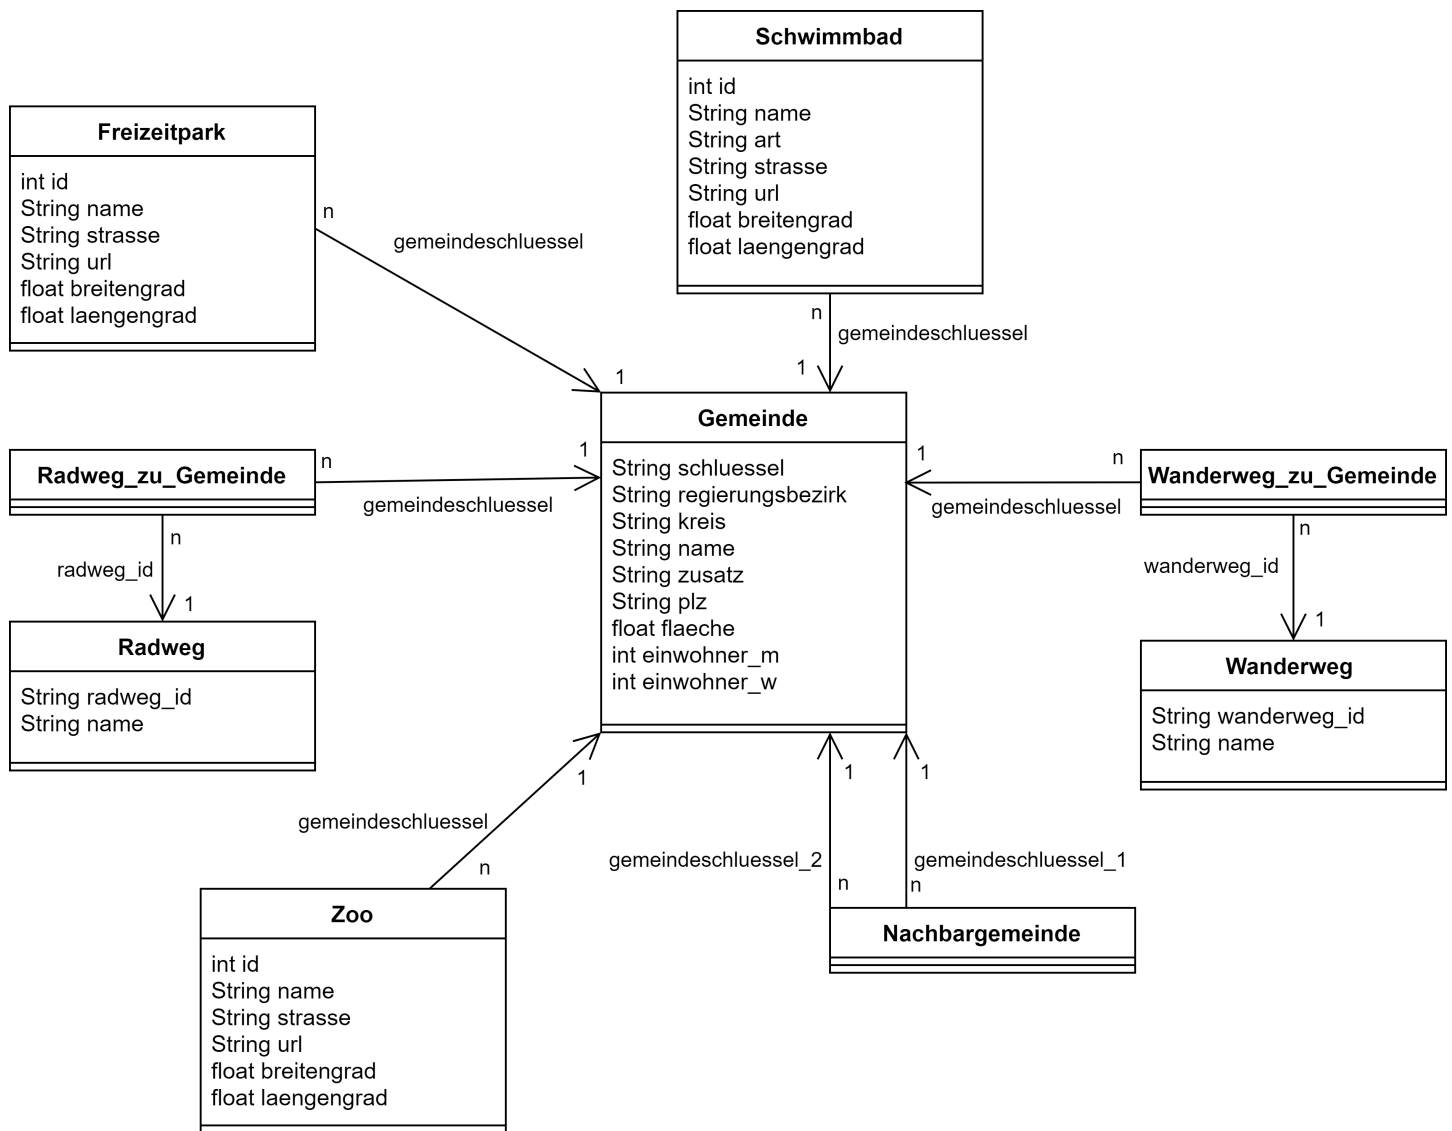 Schwimmbad
int id
String name
String art
String strasse
String url
float breitengrad
float laengengrad
Freizeitpark
int id
String name
String strasse
String url
float breitengrad
float laengengrad
n
gemeindeschluessel
1
n
gemeindeschluessel
1
Gemeinde
String schluessel
String regierungsbezirk
String kreis
String name
String zusatz
String plz
float flaeche
int einwohner_m
int einwohner_w
Radweg_zu_Gemeinde
n
1
gemeindeschluessel
n
radweg_id
1
Radweg
String radweg_id
String name
1
n
gemeindeschluessel
Wanderweg_zu_Gemeinde
n
wanderweg_id
1
Wanderweg
String wanderweg_id
String name
1
gemeindeschluessel
n
Zoo
int id
String name
String strasse
String url
float breitengrad
float laengengrad
1
gemeindeschluessel_2
n
1
gemeindeschluessel_1
n
Nachbargemeinde